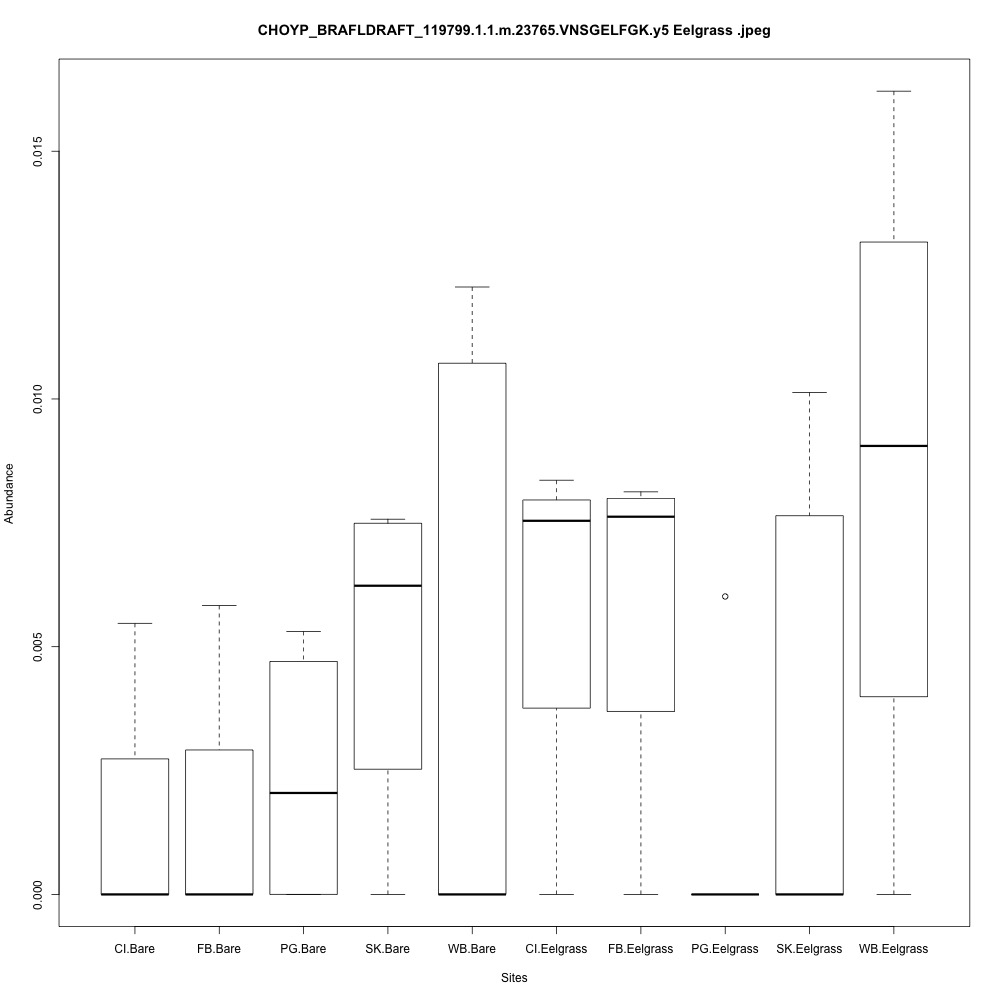 CHOYP_BRAFLDRAFT_119799.1.1.m.23765.VNSGELFGK.y5 Eelgrass .jpeg
Abundance
0.015
0.010
0.005
0.000
CI.Bare FB.Bare PG.Bare SK.Bare WB.Bare CI.Eelgrass FB.Eelgrass PG.Eelgrass SK.Eelgrass WB.Eelgrass
Sites